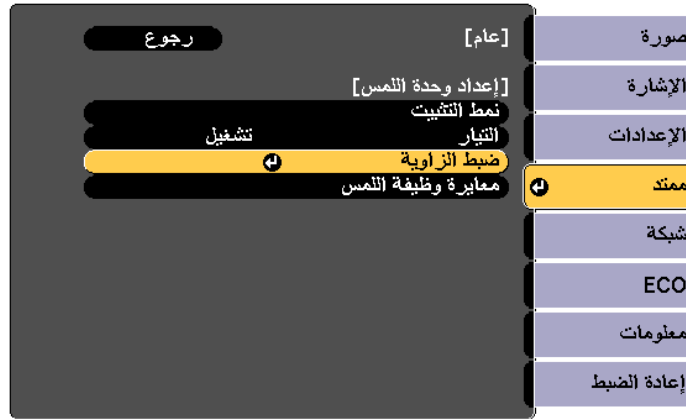 صورة
الإشارة
الإعدادات
ممتد
شبكة
ECO
معلومات
إعادة الضبط
[عام] رجوع
[إعداد وحدة اللمس]
نمط التثبيت
التيار تشغيل
ضبط الزاوية
معايرة وظيفة اللمس